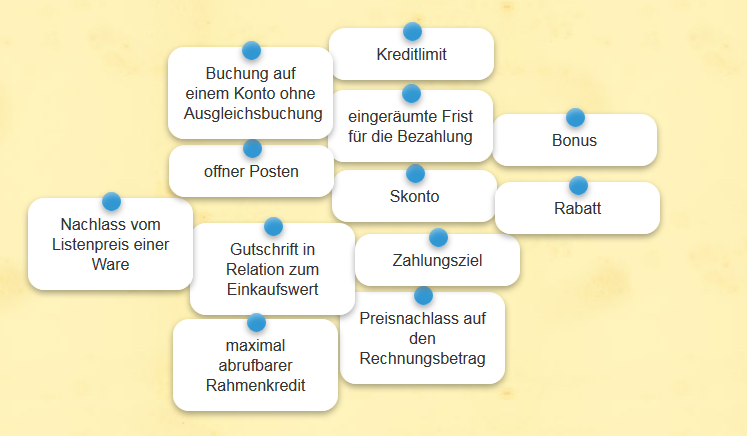 Kreditlimit
Buchung auf
einem Konto ohne
Ausgleichsbuchung
eingeräumte Frist
für die Bezahlung
Bonus
offner Posten
Skonto
Rabatt
Nachlass vom
Listenpreis einer
Ware
Gutschrift in
Relation zum
Einkaufswert
Zahlungsziel
Preisnachlass auf
den
Rechnungsbetrag
maximal
abrufbarer
Rahmenkredit